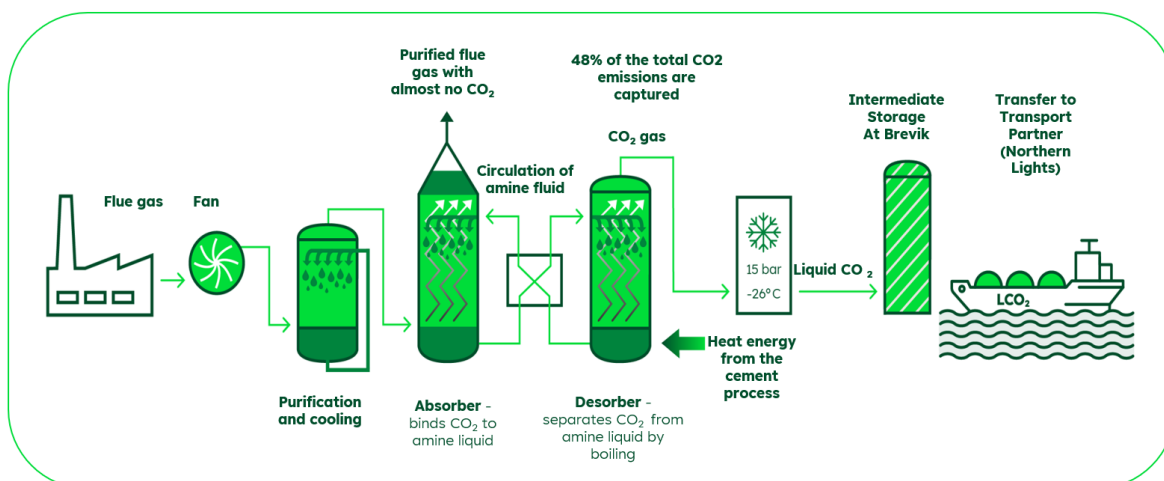 Purified flue
gas with
almost no CO₂
48% of the total CO2
emissions are
captured
Intermediate
Storage
At Brevik
Transfer to
Transport
Partner
(Northern
Lights)
CO₂ gas
Circulation of
amine fluid
Flue gas
Fan
15 bar
-26°C
Liquid CO ₂
LCO₂
Heat energy
from the
cement
process
Purification
and cooling
Absorber -
binds CO₂ to
amine liquid
Desorber -
separates CO₂ from
amine liquid by
boiling